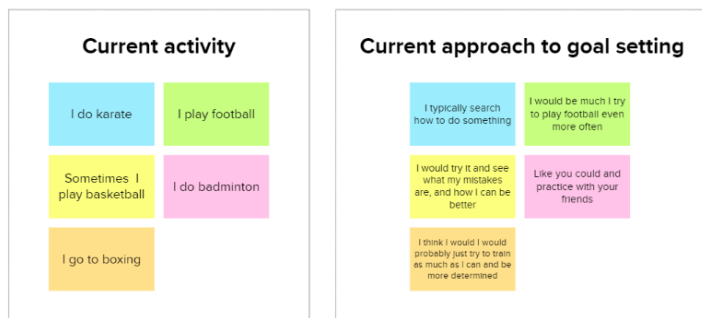 Current activity
I do karate
I play football
Sometimes I
play basketball
I do badminton
I go to boxing
Current approach to goal setting
I typically search
how to do something
I would be much I try
to play football even
more often
I would try it and see
what my mistakes
are, and how I can be
better
Like you could and
practice with your
friends
I think I would I would
probably just try to train
as much as I can and be
more determined